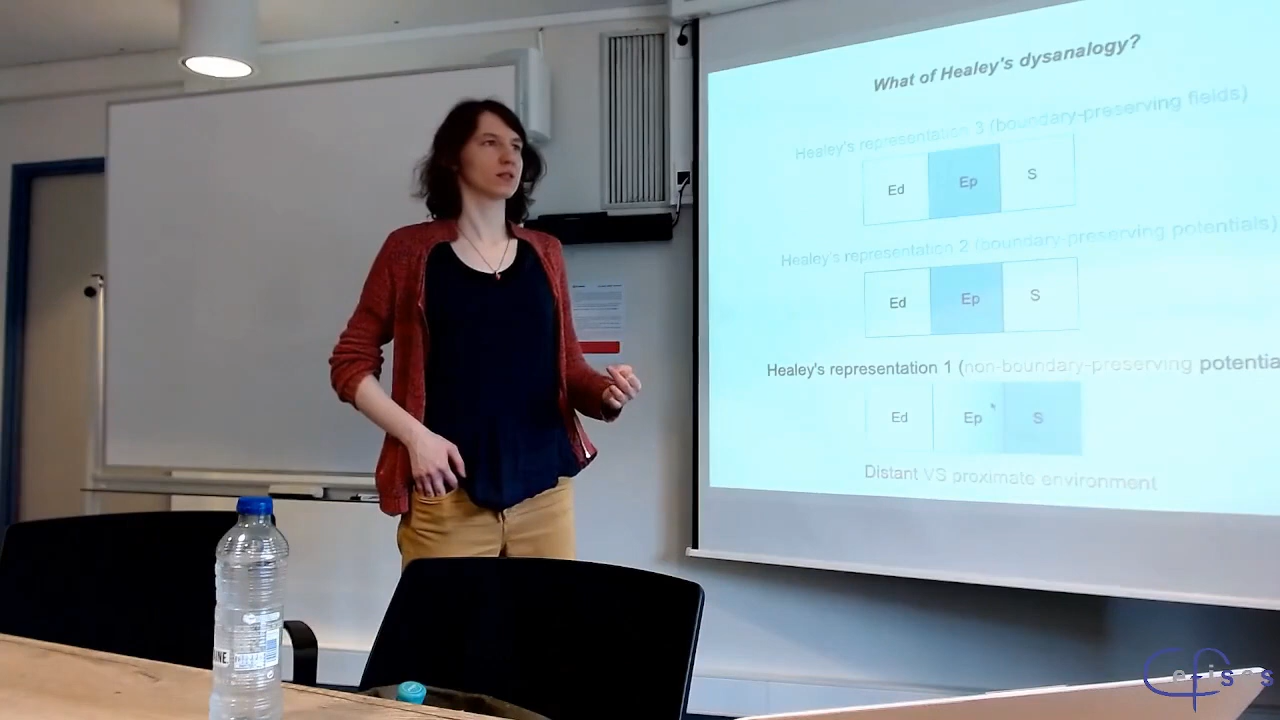 What of Healey's dysanalogy?
Healey's representation 3 (boundary-preserving fields)
Ed Ep S
Healey's representation 2 (boundary-preserving potentials)
Ed Ep S
Healey's representation 1 (non-boundary-preserving potentia
Ed Ep S
Distant VS proximate environment
Cefises